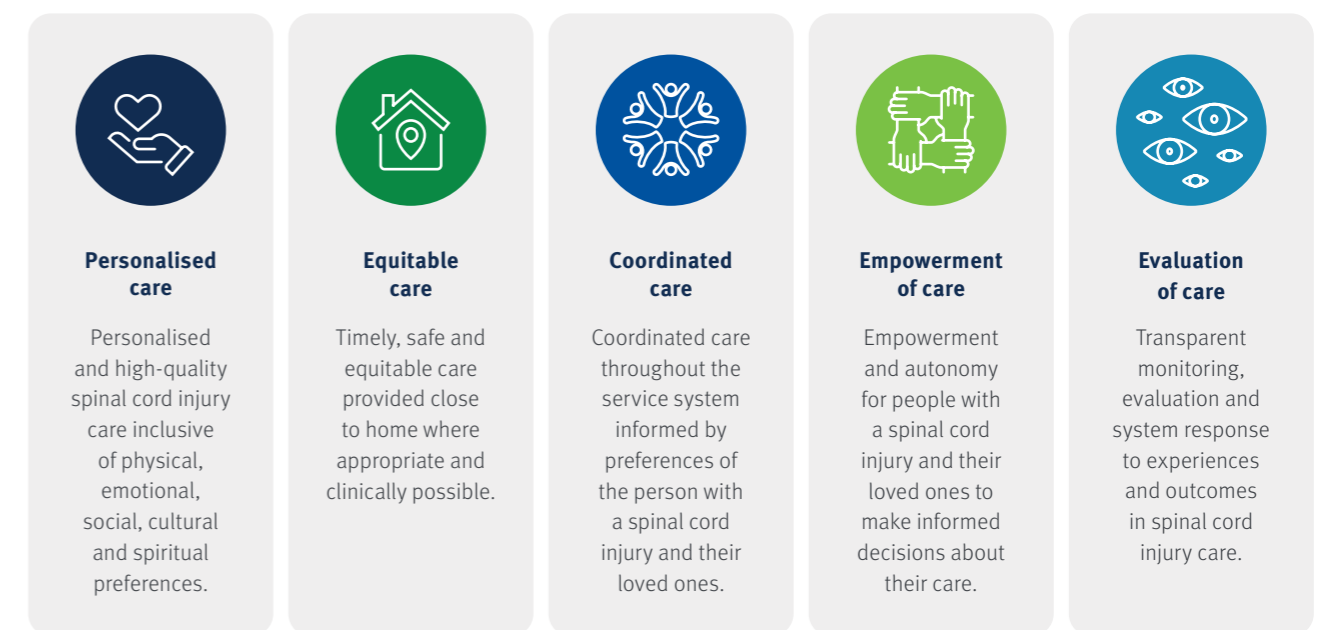 Personalised
care
Personalised
and high-quality
spinal cord injury
care inclusive
of physical,
emotional,
social, cultural
and spiritual
preferences.
Equitable
care
Timely, safe and
equitable care
provided close
to home where
appropriate and
clinically possible.
Coordinated
care
Coordinated care
throughout the
service system
informed by
preferences of
the person with
a spinal cord
injury and their
loved ones.
Empowerment
of care
Empowerment
and autonomy
for people with
a spinal cord
injury and their
loved ones to
make informed
decisions about
their care.
Evaluation
of care
Transparent
monitoring,
evaluation and
system response
to experiences
and outcomes
in spinal cord
injury care.